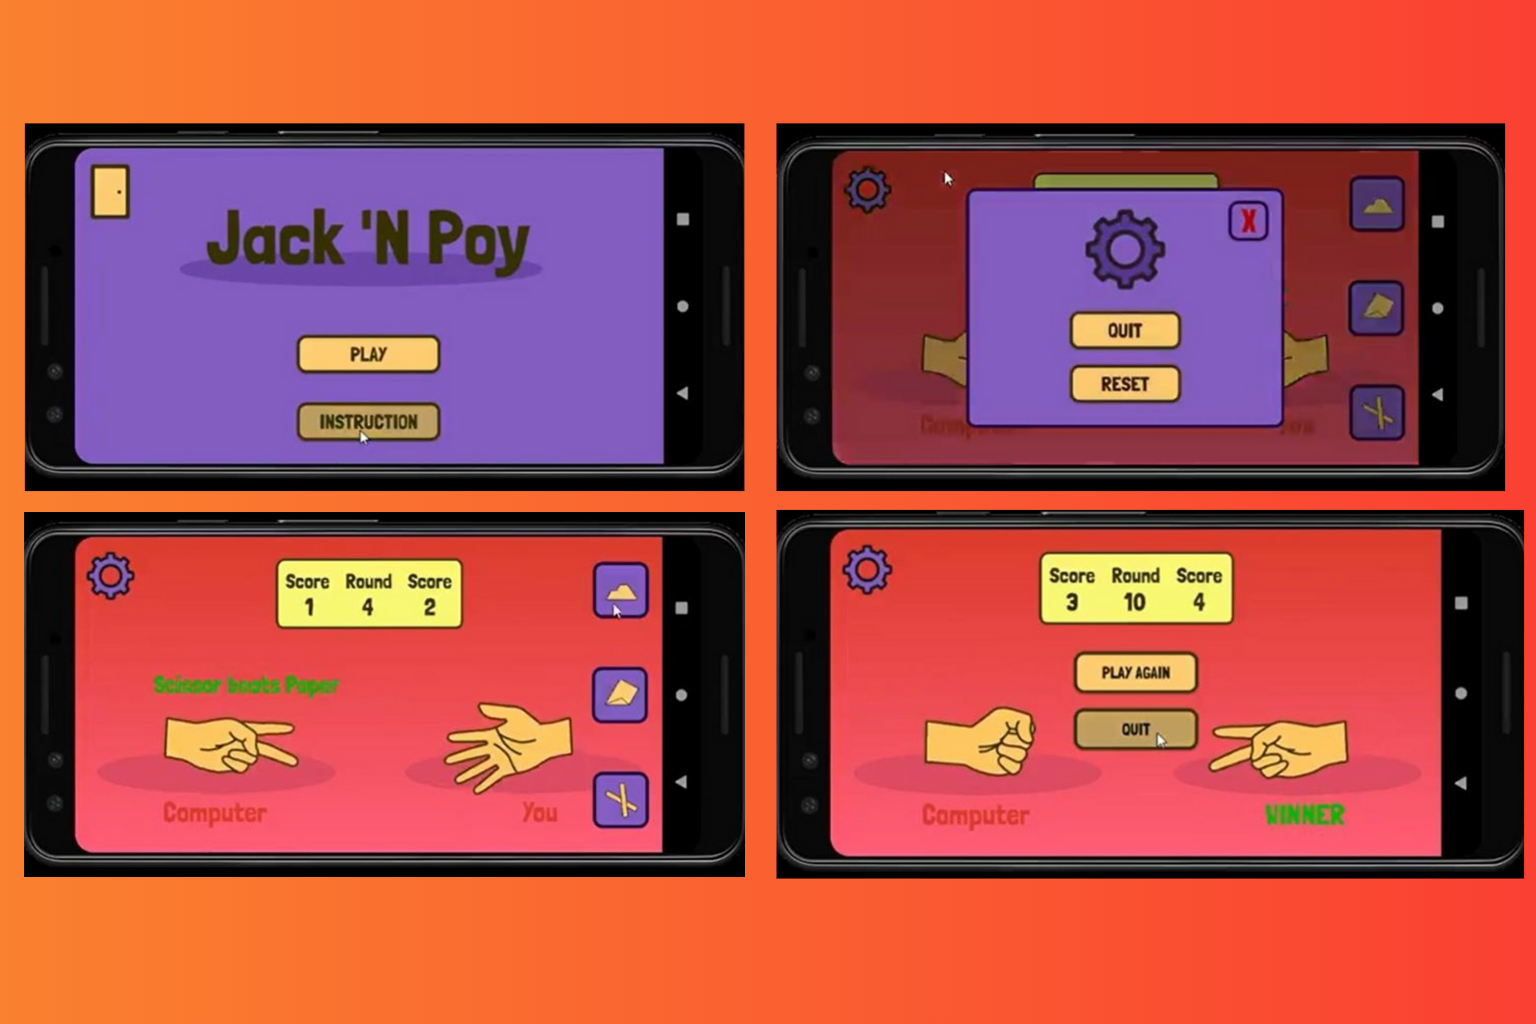 Jack 'N Poy
PLAY
INSTRUCTION
X
QUIT
RESET
Score Round Score
1 4 2
Scissor beats Paper
Computer
You
Score Round Score
3 10 4
PLAY AGAIN
QUIT
Computer
WINNER